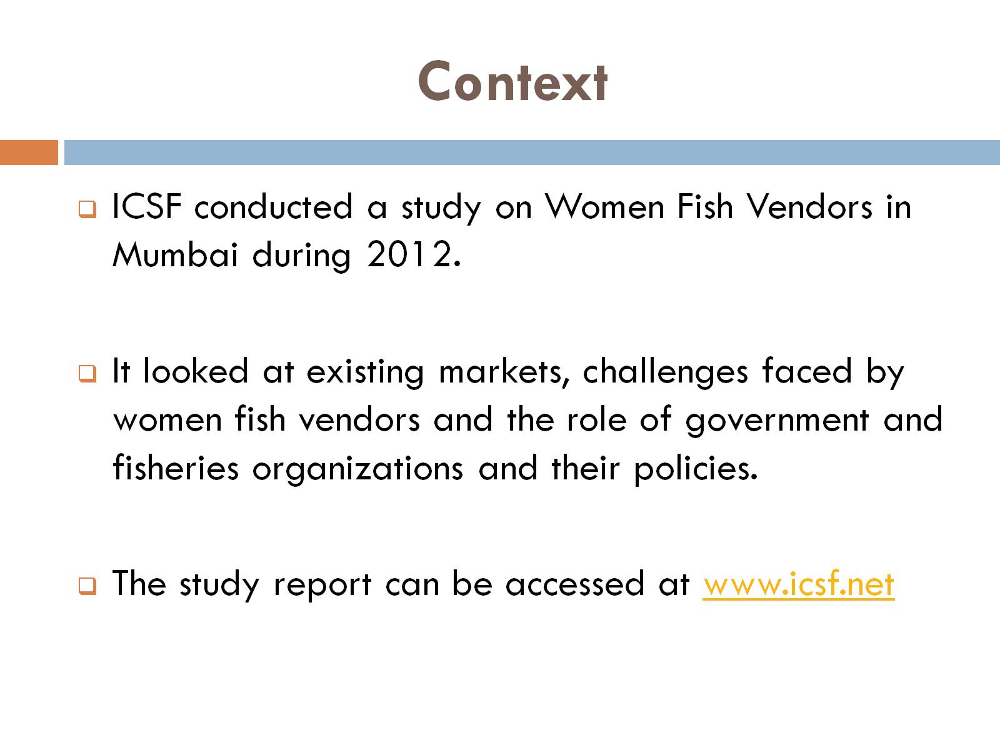 Context
ICSF conducted a study on Women Fish Vendors in
Mumbai during 2012.
It looked at existing markets, challenges faced by
women fish vendors and the role of government and
fisheries organizations and their policies.
The study report can be accessed at www.icsf.net